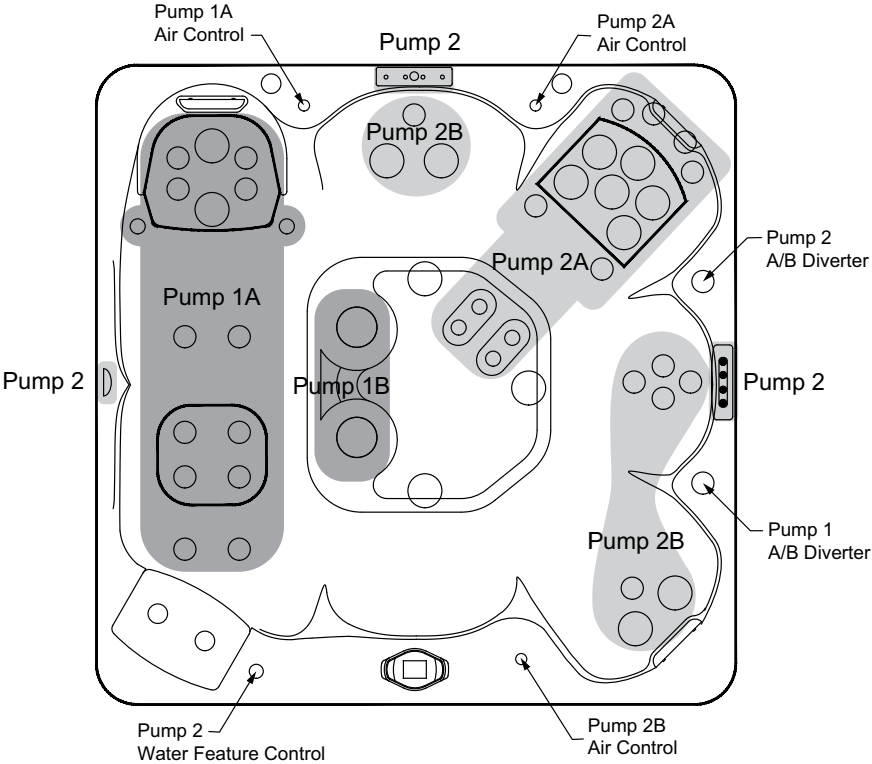 Pump 1A
Air Control
Pump 2
Pump 2A
Air Control
Pump 2B
Pump 2A
Pump 2
A/B Diverter
Pump 1A
Pump 2
Pump 1B
Pump 2
Pump 1
A/B Diverter
Pump 2B
Pump 2
Water Feature Control
Pump 2B
Air Control